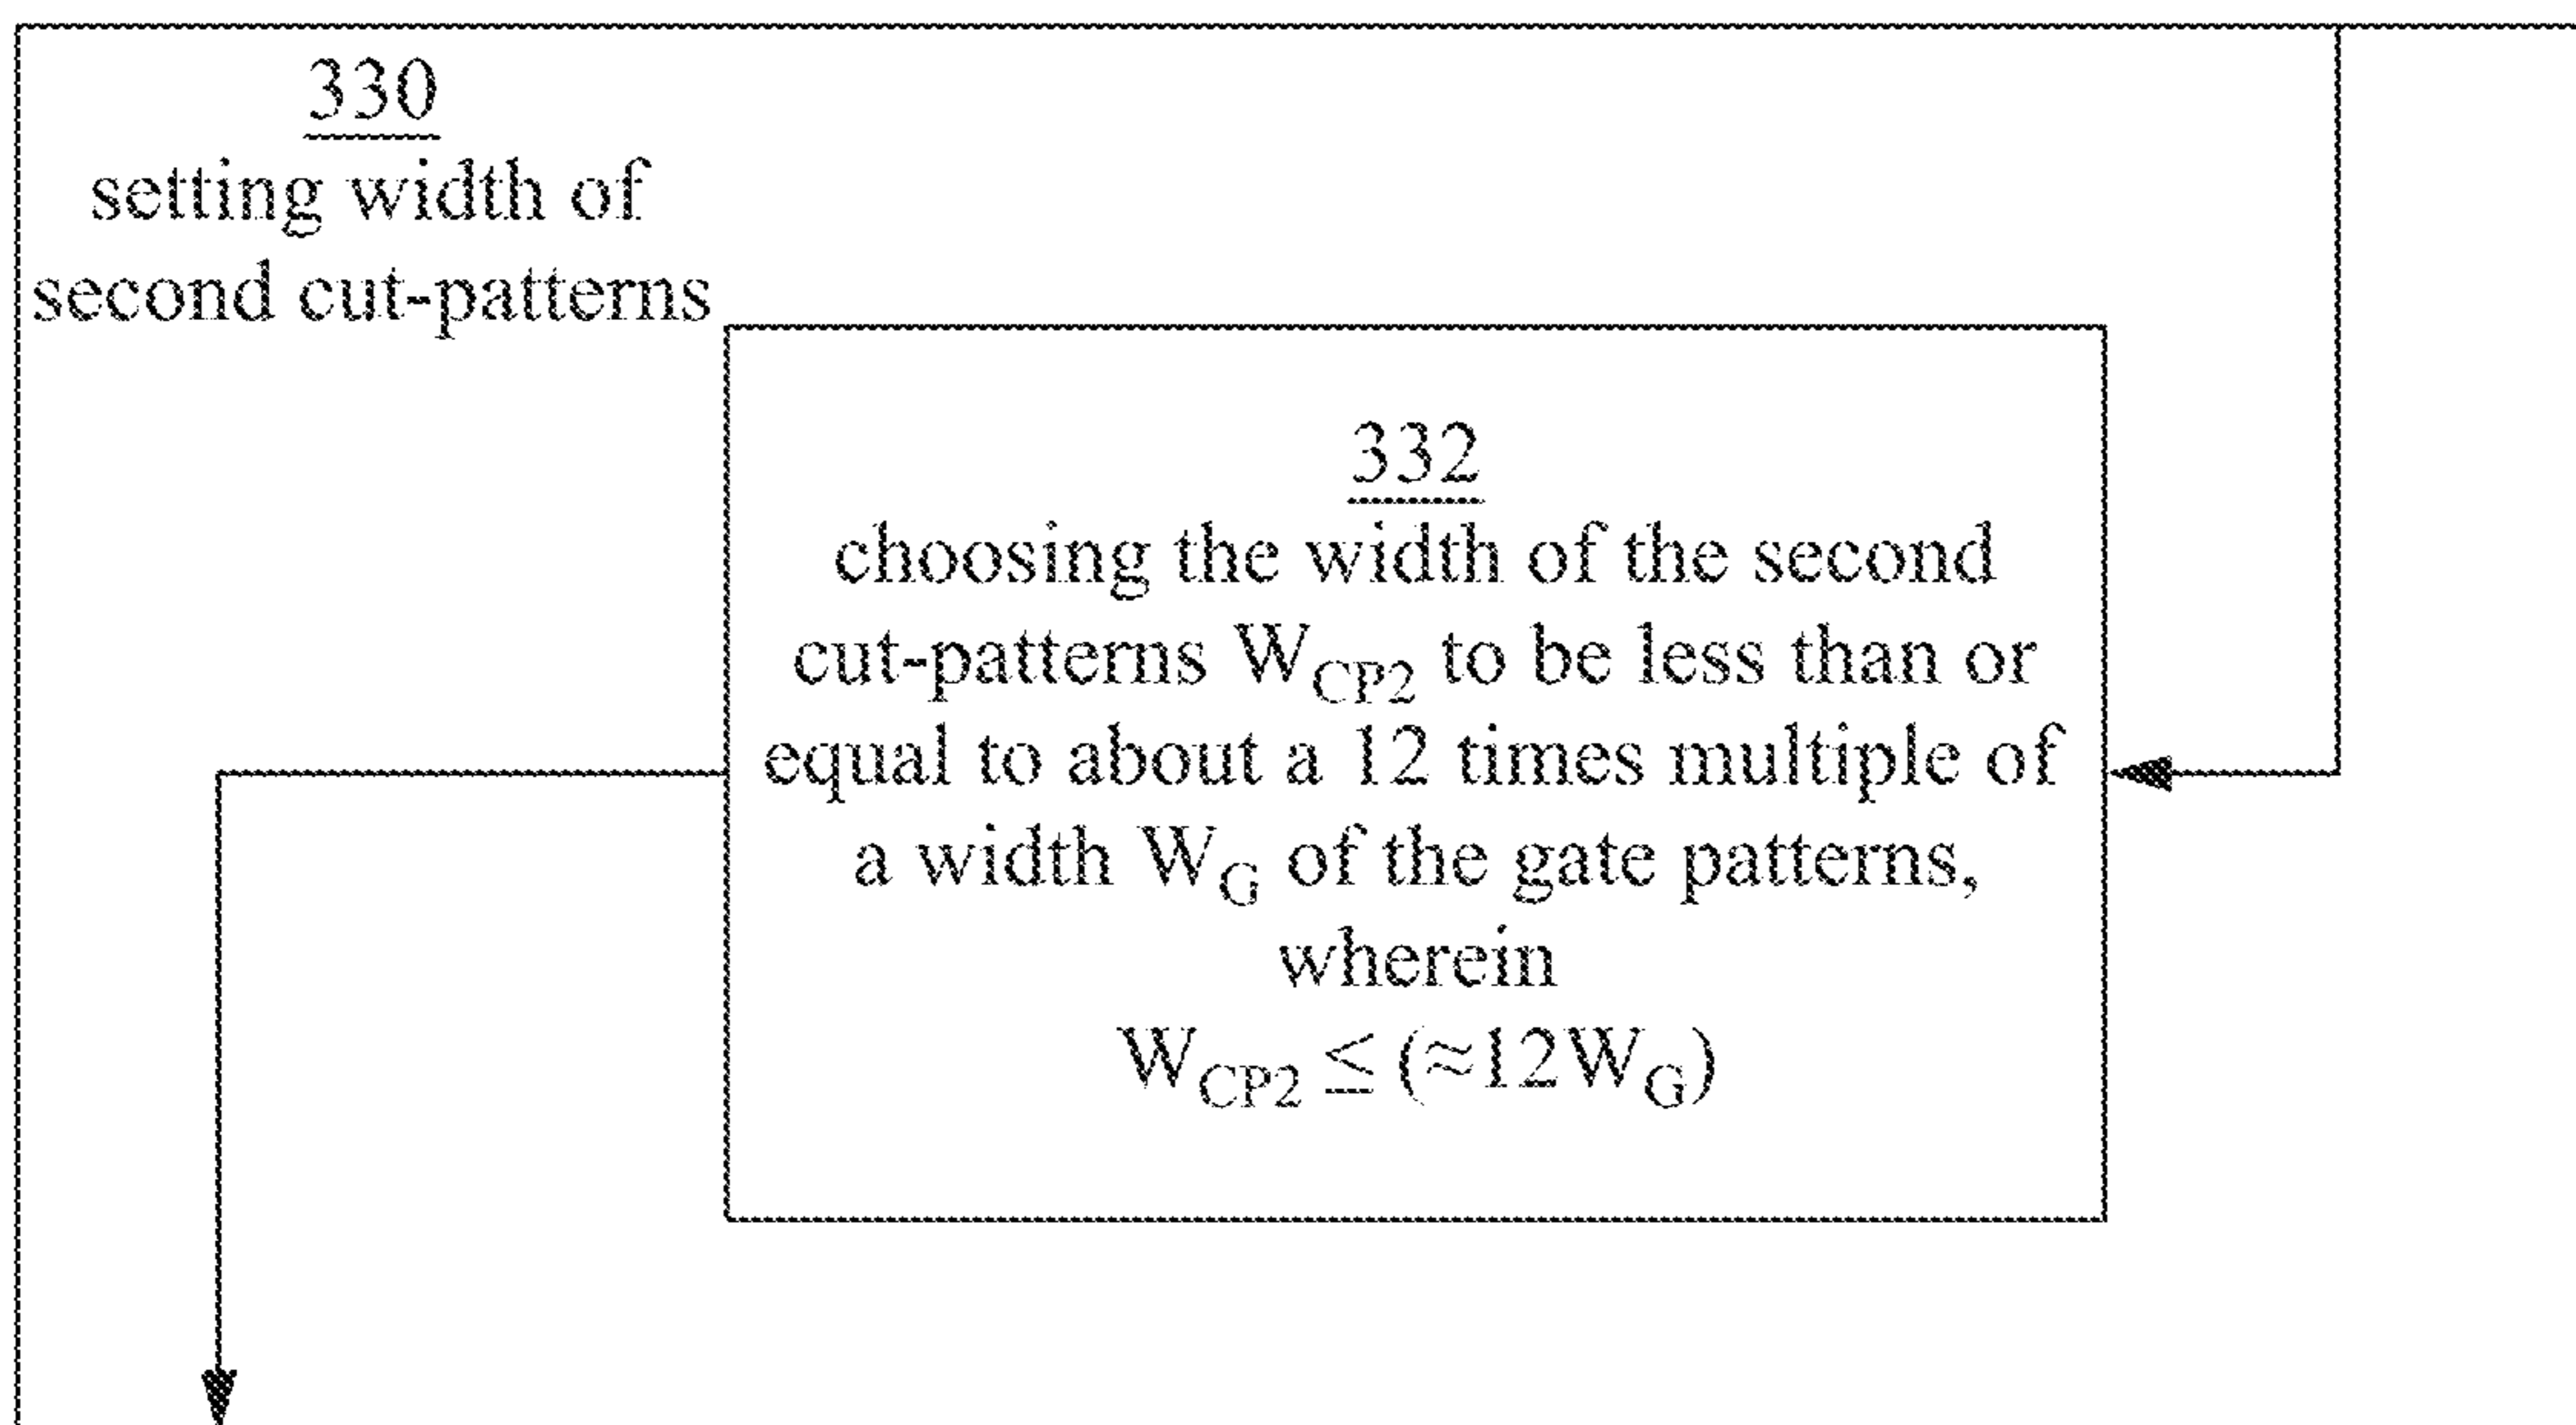 330
setting width of
second cut-patterns
332
choosing the width of the second
cut-patterns W_CP2 to be less than or
equal to about a 12 times multiple of
a width W_G of the gate patterns,
wherein
W_CP2 ≤ (≈12W_G)